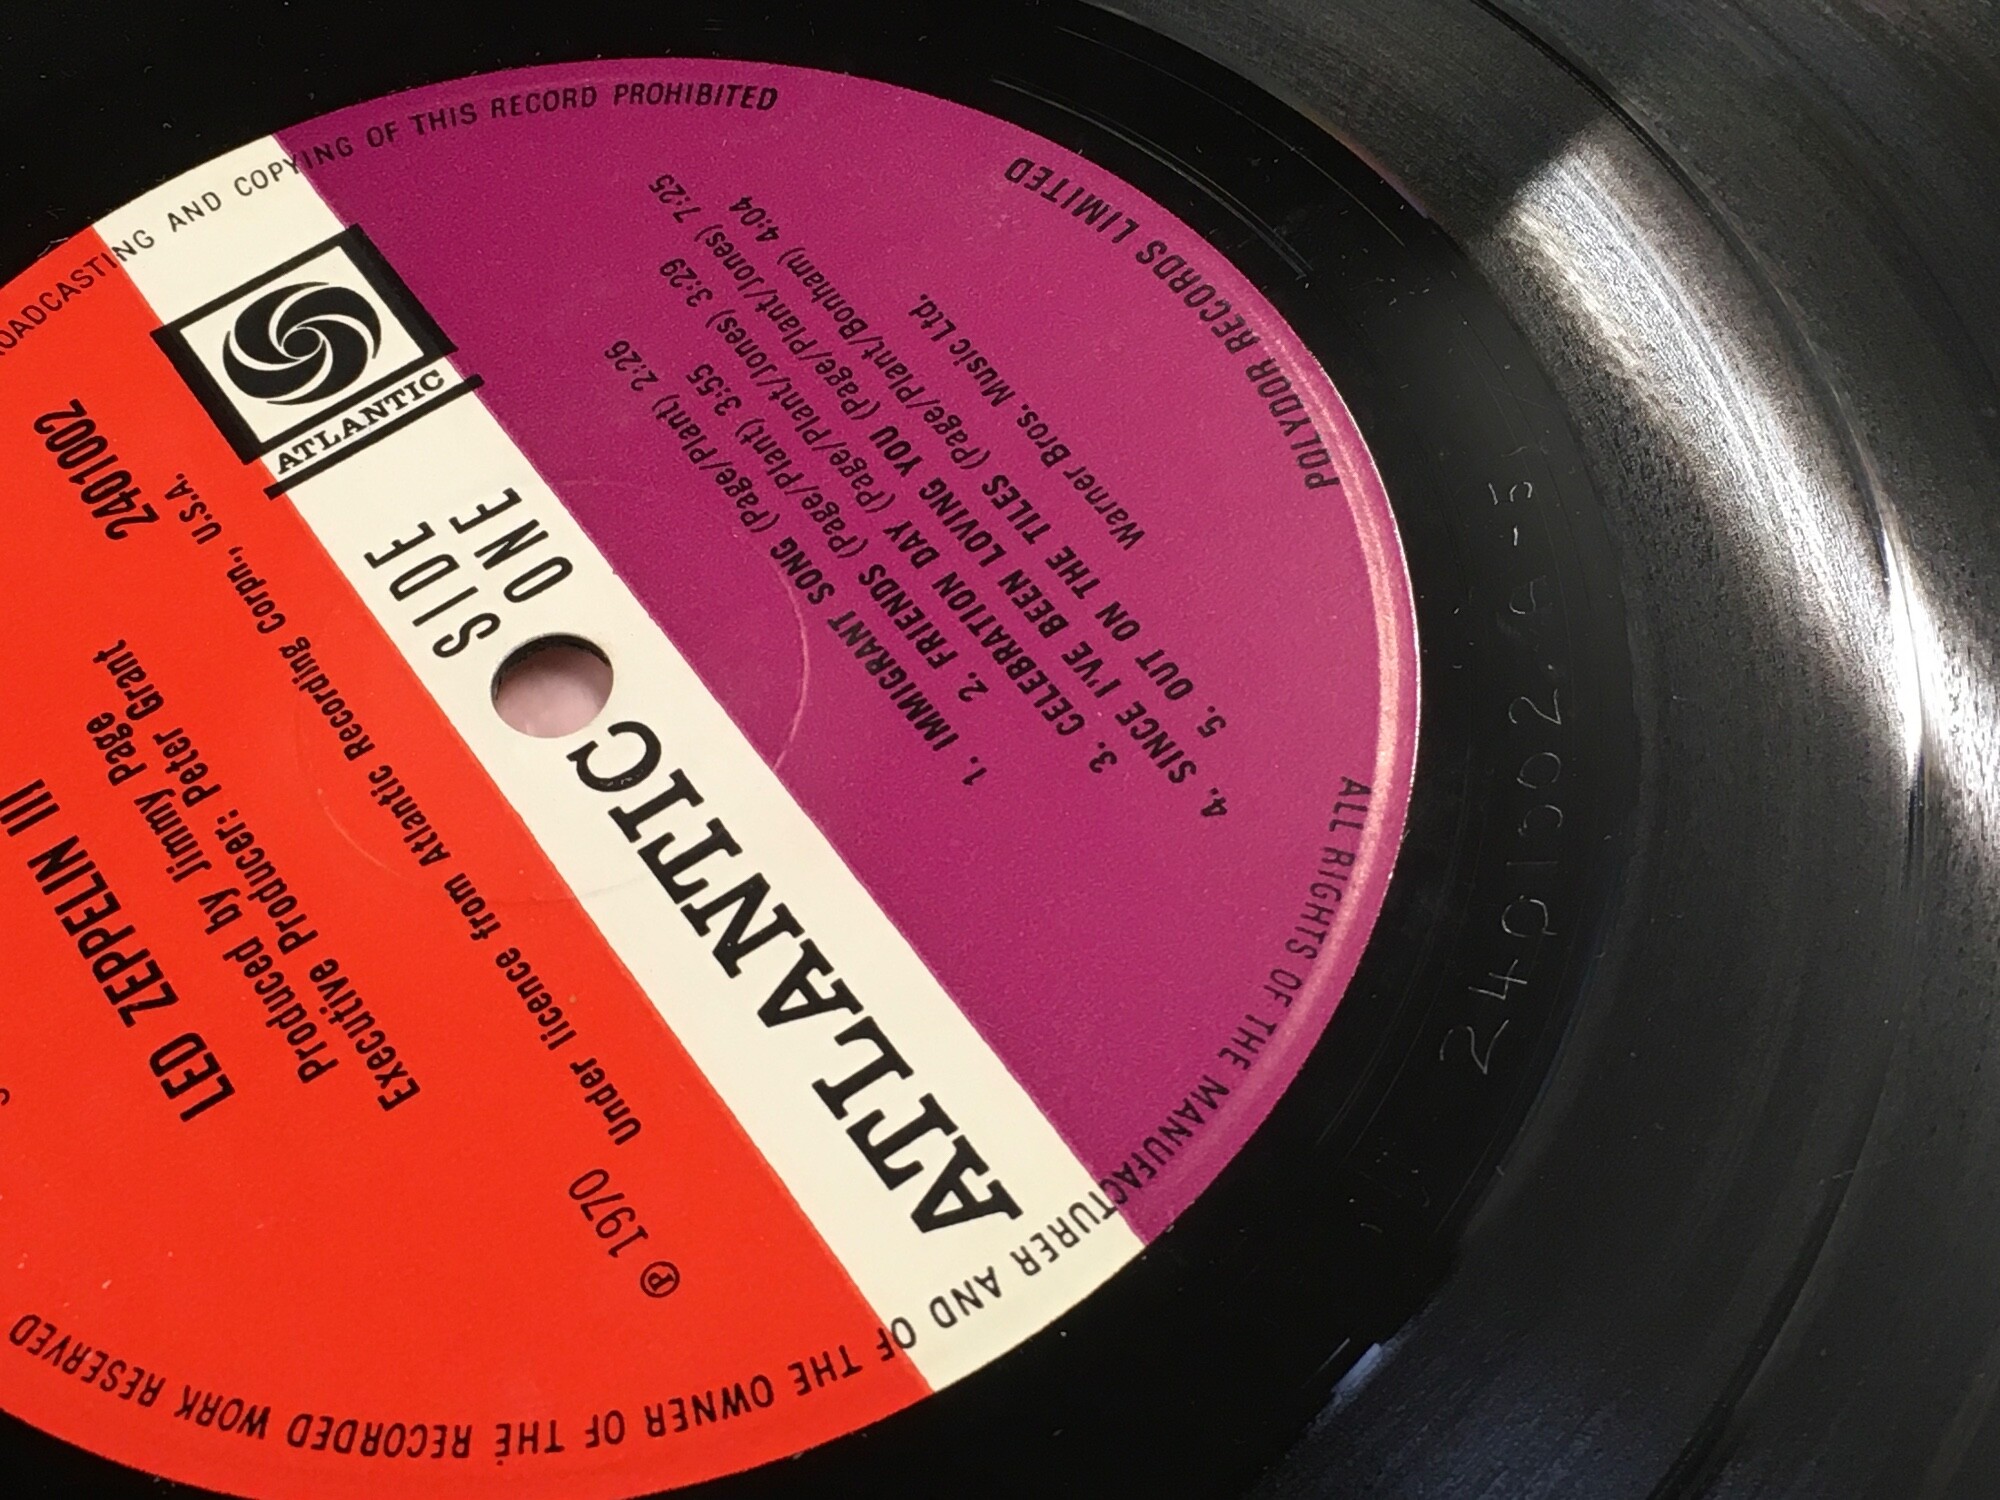 BROADCASTING AND COPYING OF THIS RECORD PROHIBITED
POLYDOR RECORDS LIMITED
ALL RIGHTS OF THE MANUFACTURER AND OF THE OWNER OF THE RECORDED WORK RESERVED
ATLANTIC
SIDE
ONE
ATLANTIC
1. IMMIGRANT SONG (Page/Plant) 2:26
2. FRIENDS (Page/Plant) 3:55
3. CELEBRATION DAY (Page/Plant/Jones) 3:29
4. SINCE I'VE BEEN LOVING YOU (Page/Plant/Jones) 7:25
5. OUT ON THE TILES (Page/Plant/Bonham) 4:04
Warner Bros. Music Ltd.
2401002
LED ZEPPELIN III
Produced by Jimmy Page
Executive Producer: Peter Grant
℗ 1970 Under licence from Atlantic Recording Corpn., U.S.A.
2401002 A-5